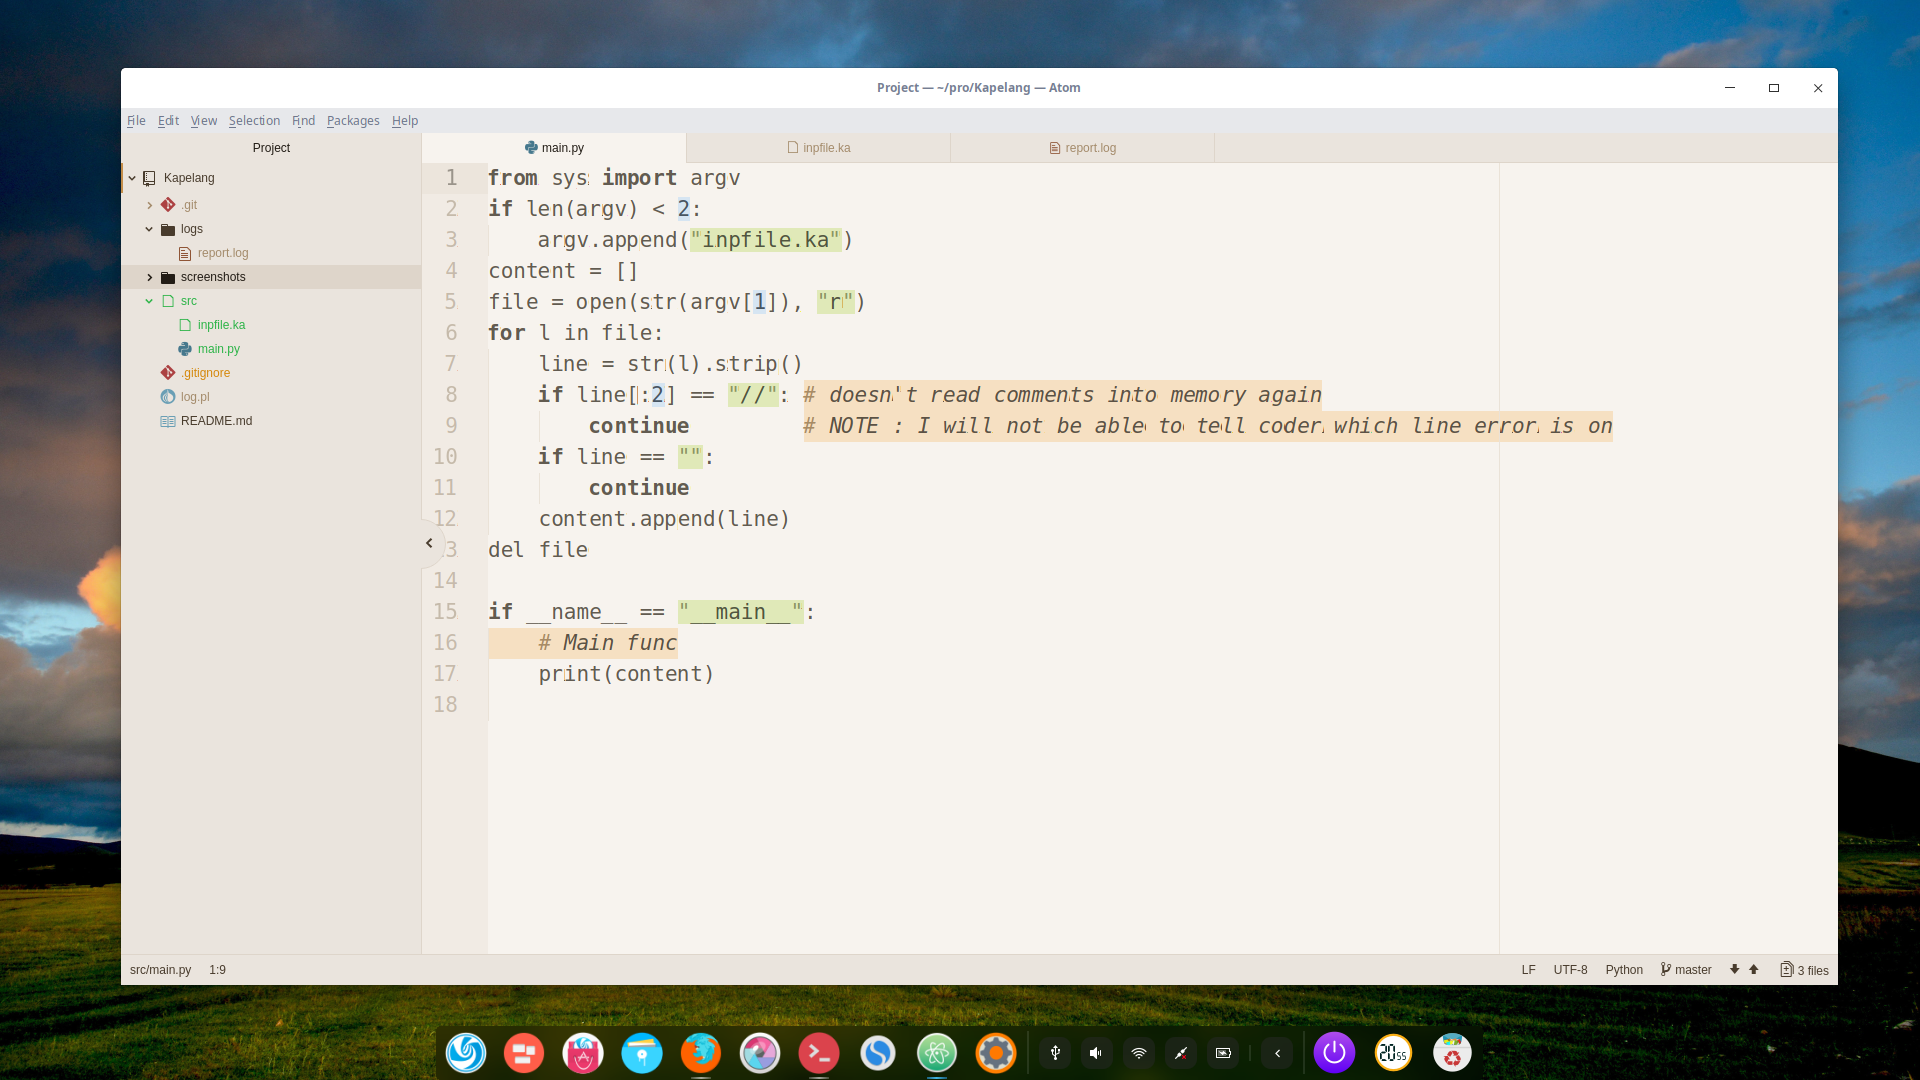 Project — ~/pro/Kapelang — Atom
File Edit View Selection Find Packages Help
Project
main.py
inpfile.ka
report.log
Kapelang
.git
logs
report.log
screenshots
src
inpfile.ka
main.py
.gitignore
log.pl
README.md
1 from sys import argv
2 if len(argv) < 2:
3     argv.append("inpfile.ka")
4 content = []
5 file = open(str(argv[1]), "r")
6 for l in file:
7     line = str(l).strip()
8     if line[:2] == "//": # doesn't read comments into memory again
9         continue         # NOTE : I will not be able to tell coder which line error is on
10     if line == "":
11         continue
12     content.append(line)
3 del file
14
15 if __name__ == "__main__":
16     # Main func
17     print(content)
18
src/main.py 1:9 LF UTF-8 Python master 3 files
20 55